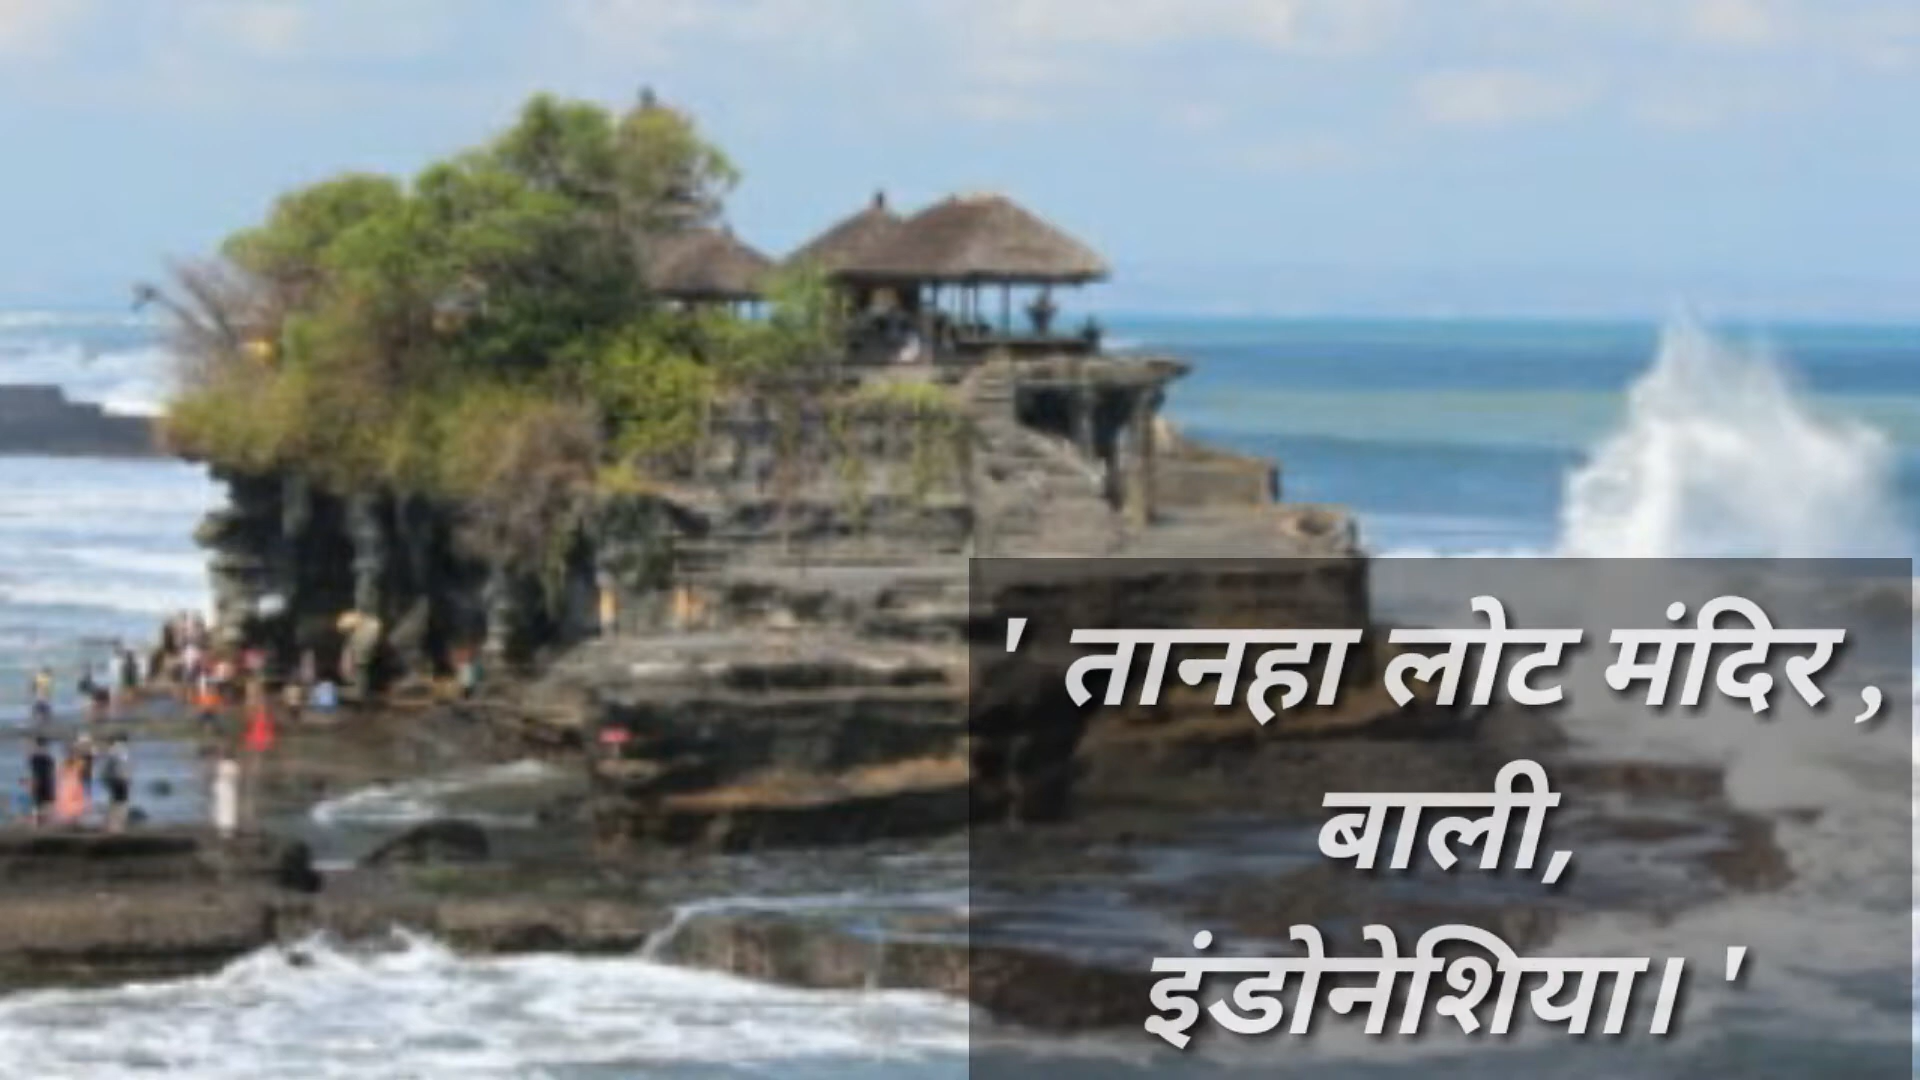 ' तानहा लोट मंदिर ,
बाली,
इंडोनेशिया। '